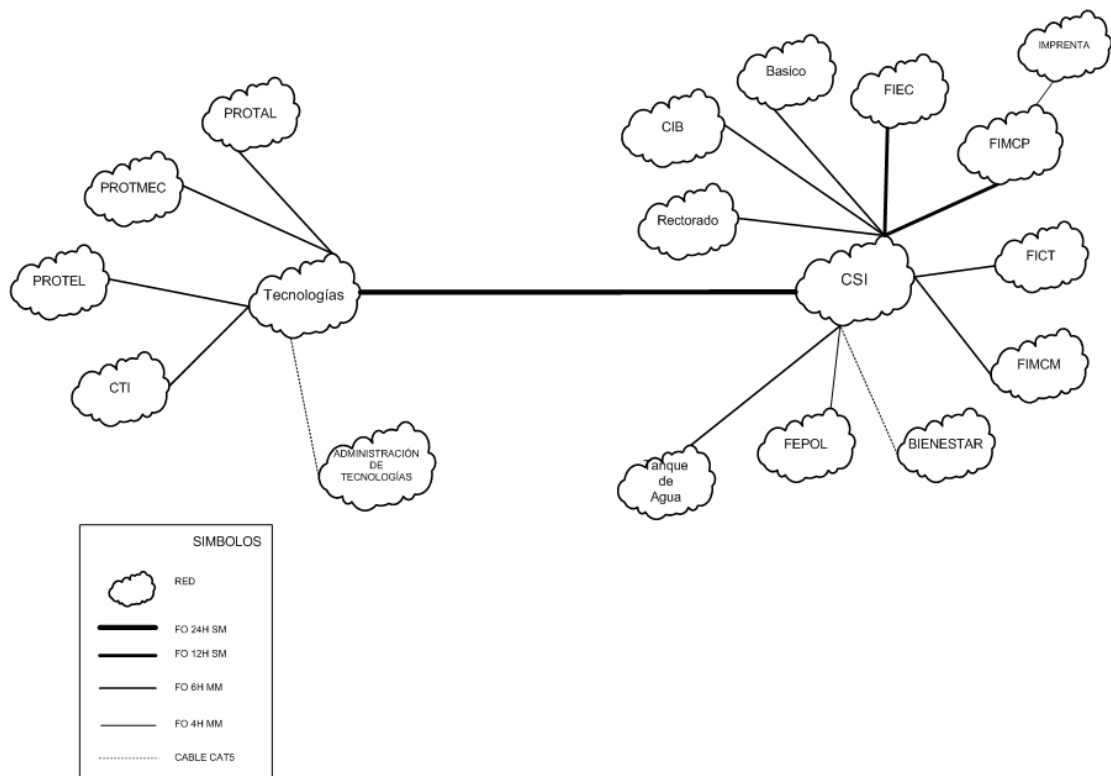 IMPRENTA
Basico
FIEC
PROTAL
CIB
FIMCP
PROTMEC
Rectorado
FICT
PROTEL
Tecnologías
CSI
FIMCM
CTI
FEPOL
BIENESTAR
ADMINISTRACIÓN
DE
TECNOLOGÍAS
Tanque
de
Agua
SIMBOLOS
RED
FO 24H SM
FO 12H SM
FO 6H MM
FO 4H MM
CABLE CAT5